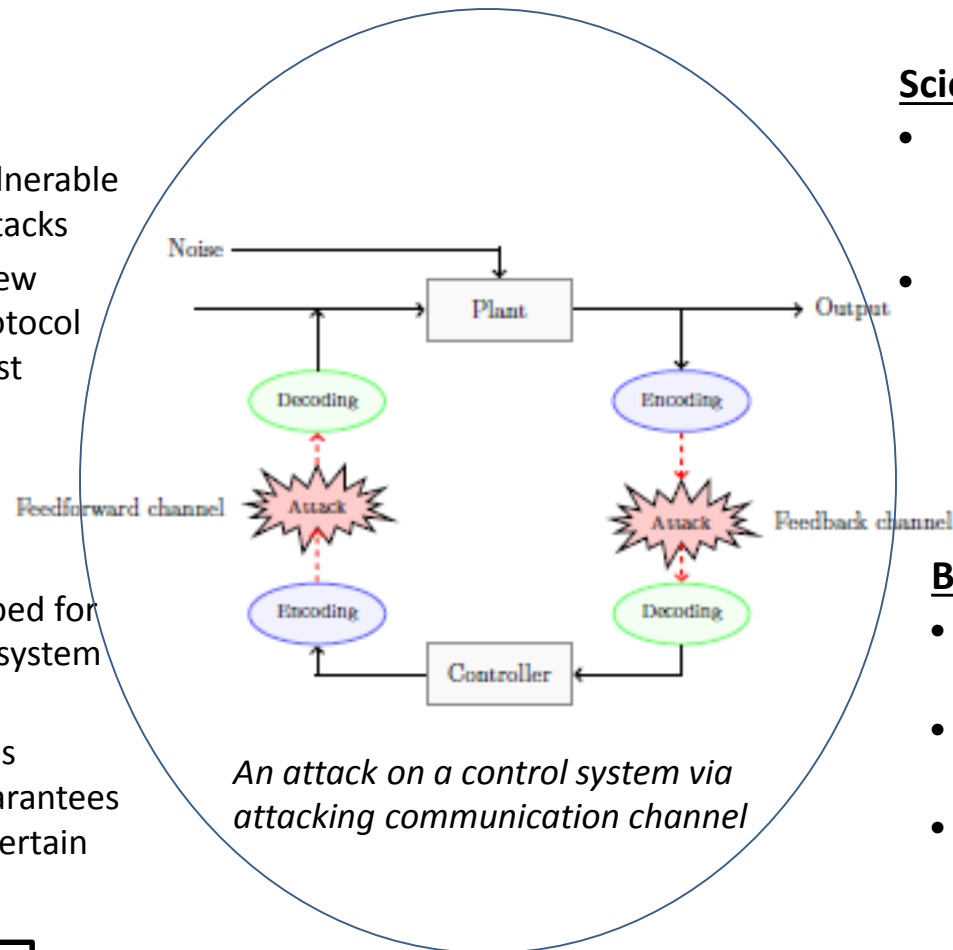 Scie
•
lnerable
tacks
ew
otocol
st
•
Noise
Plant
Output
Decoding
Encoding
Feedforward channel
Attack
Attack
Feedback channel
Encoding
Decoding
Controller
ped for
system
s
arantees
ertain
B
•
•
•
An attack on a control system via
attacking communication channel